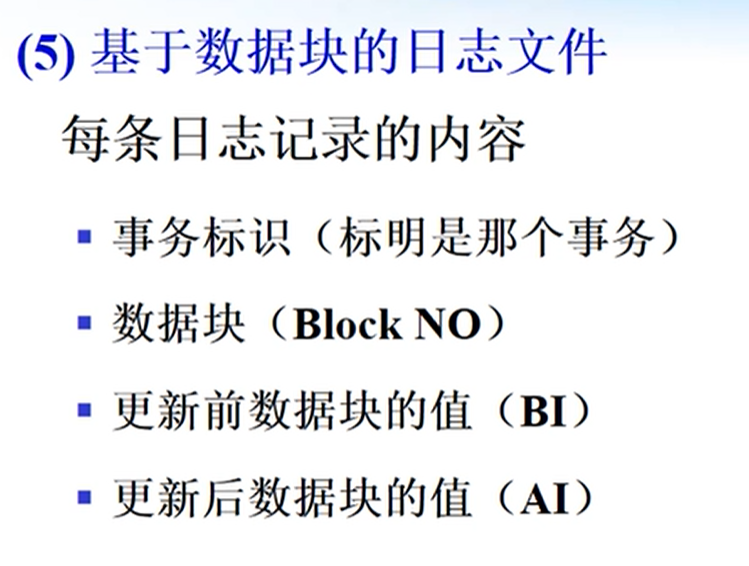 (5) 基于数据块的日志文件
每条日志记录的内容
▪ 事务标识（标明是那个事务）
▪ 数据块（Block NO）
▪ 更新前数据块的值（BI）
▪ 更新后数据块的值（AI）